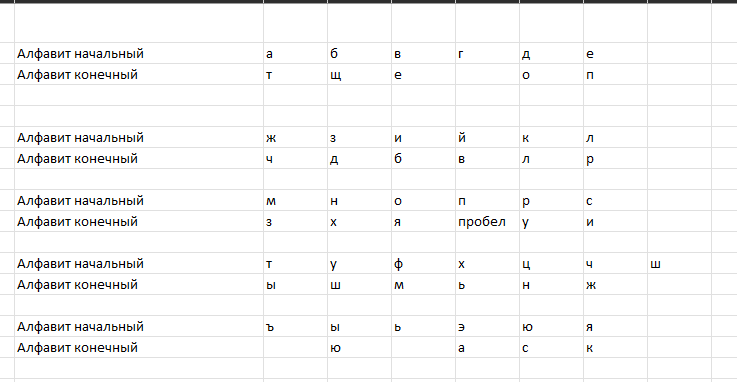 Алфавит начальный а б в г д е
Алфавит конечный т щ е о п
Алфавит начальный ж з и й к л
Алфавит конечный ч д б в л р
Алфавит начальный м н о п р с
Алфавит конечный з х я пробел у и
Алфавит начальный т у ф х ц ч ш
Алфавит конечный ы ш м ь н ж
Алфавит начальный ъ ы ь э ю я
Алфавит конечный ю а с к